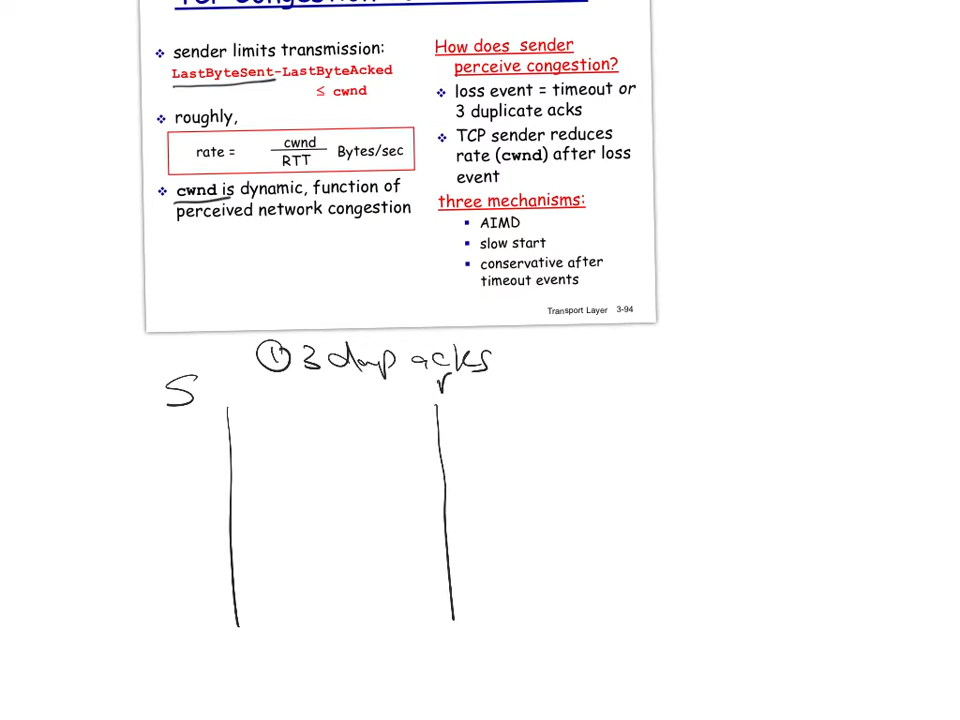 TCP Congestion
sender limits transmission:
LastByteSent-LastByteAcked
≤ cwnd
roughly,
rate = cwnd / RTT Bytes/sec
cwnd is dynamic, function of
perceived network congestion
How does sender
perceive congestion?
loss event = timeout or
3 duplicate acks
TCP sender reduces
rate (cwnd) after loss
event
three mechanisms:
AIMD
slow start
conservative after
timeout events
Transport Layer 3-94
① 3 dup acks
S
r